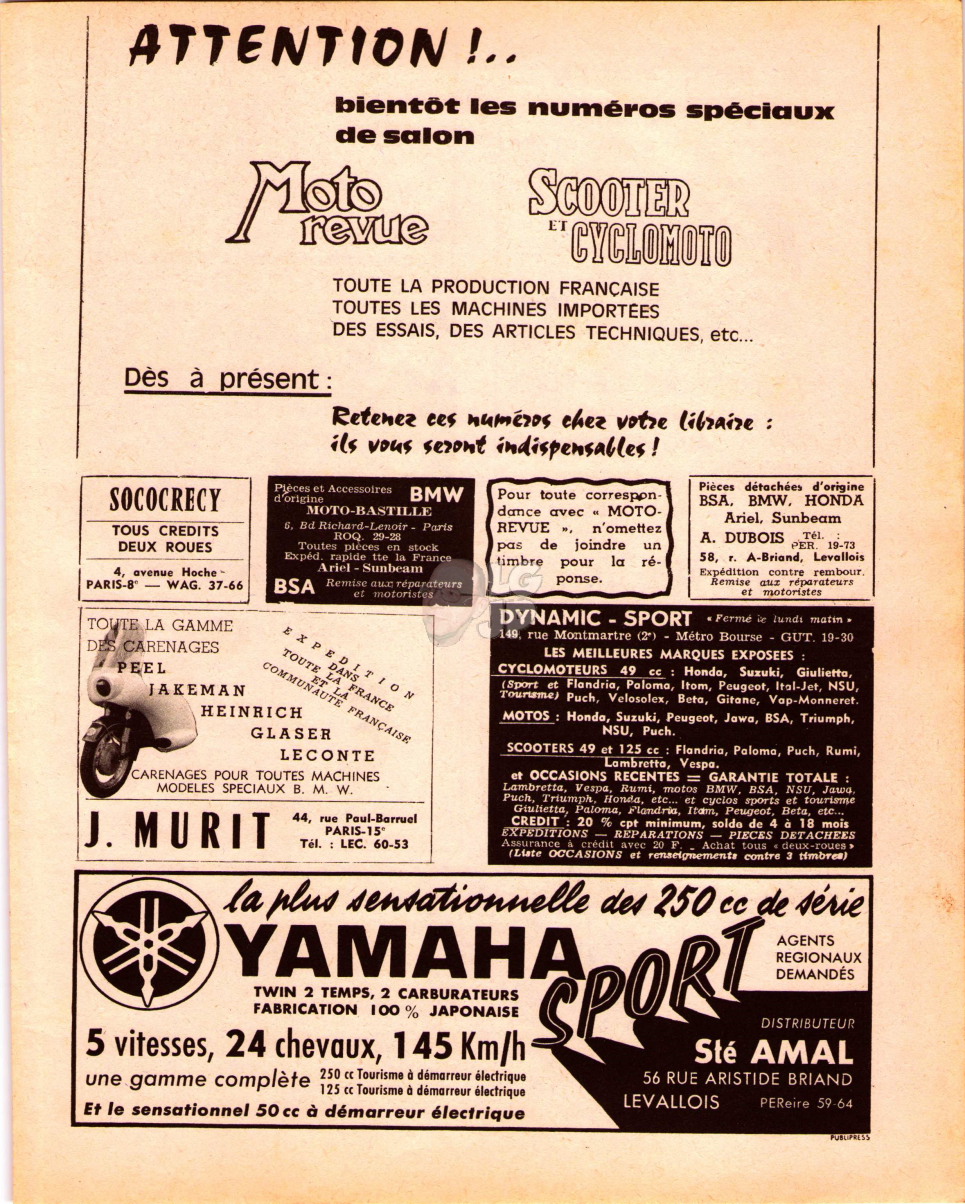 ATTENTION !..
bientôt les numéros spéciaux
de salon
Moto
revue
SCOOTER
ET CYCLOMOTO
TOUTE LA PRODUCTION FRANÇAISE
TOUTES LES MACHINES IMPORTÉES
DES ESSAIS, DES ARTICLES TECHNIQUES, etc...
Dès à présent :
Retenez ces numéros chez votre libraire :
ils vous seront indispensables !
SOCOCRECY
TOUS CREDITS
DEUX ROUES
4, avenue Hoche -
PARIS-8e — WAG. 37-66
Pièces et Accessoires
d'origine BMW
MOTO-BASTILLE
6, Bd Richard-Lenoir - Paris
ROQ. 29-28
Toutes pièces en stock
Expéd. rapide tte la France
Ariel - Sunbeam
BSA Remise aux réparateurs
et motoristes
Pour toute correspon-
dance avec « MOTO-
REVUE », n'omettez
pas de joindre un
timbre pour la ré-
ponse.
Pièces détachées d'origine
BSA, BMW, HONDA
Ariel, Sunbeam
A. DUBOIS Tél. :
PER. 19-73
58, r. A-Briand, Levallois
Expédition contre rembour.
Remise aux réparateurs
et motoristes
TOUTE LA GAMME
DES CARENAGES
PEEL
JAKEMAN
HEINRICH
GLASER
LECONTE
EXPEDITION
DANS
TOUTE LA FRANCE
ET LA
COMMUNAUTÉ FRANÇAISE
CARENAGES POUR TOUTES MACHINES
MODELES SPECIAUX B. M. W.
J. MURIT
44, rue Paul-Barruel
PARIS-15e
Tél. : LEC. 60-53
DYNAMIC - SPORT « Fermé le lundi matin »
149, rue Montmartre (2e) - Métro Bourse - GUT. 19-30
LES MEILLEURES MARQUES EXPOSEES :
CYCLOMOTEURS 49 cc : Honda, Suzuki, Giulietta,
(Sport et Flandria, Paloma, Itom, Peugeot, Ital-Jet, NSU,
Tourisme) Puch, Velosolex, Beta, Gitane, Vap-Monneret.
MOTOS : Honda, Suzuki, Peugeot, Jawa, BSA, Triumph,
NSU, Puch.
SCOOTERS 49 et 125 cc : Flandria, Paloma, Puch, Rumi,
Lambretta, Vespa.
et OCCASIONS RECENTES = GARANTIE TOTALE :
Lambretta, Vespa, Rumi, motos BMW, BSA, NSU, Jawa,
Puch, Triumph, Honda, etc... et cyclos sports et tourisme
Giulietta, Paloma, Flandria, Itom, Peugeot, Beta, etc...
CREDIT : 20 % cpt minimum, solde de 4 à 18 mois
EXPEDITIONS — REPARATIONS — PIECES DETACHEES
Assurance à crédit avec 20 F. - Achat tous « deux-roues »
(Liste OCCASIONS et renseignements contre 3 timbres)
la plus sensationnelle des 250 cc de série
YAMAHA
SPORT
AGENTS
REGIONAUX
DEMANDÉS
TWIN 2 TEMPS, 2 CARBURATEURS
FABRICATION 100 % JAPONAISE
5 vitesses, 24 chevaux, 145 Km/h
une gamme complète 250 cc Tourisme à démarreur électrique
125 cc Tourisme à démarreur électrique
Et le sensationnel 50 cc à démarreur électrique
DISTRIBUTEUR
Sté AMAL
56 RUE ARISTIDE BRIAND
LEVALLOIS PEReire 59-64
PUBLIPRESS